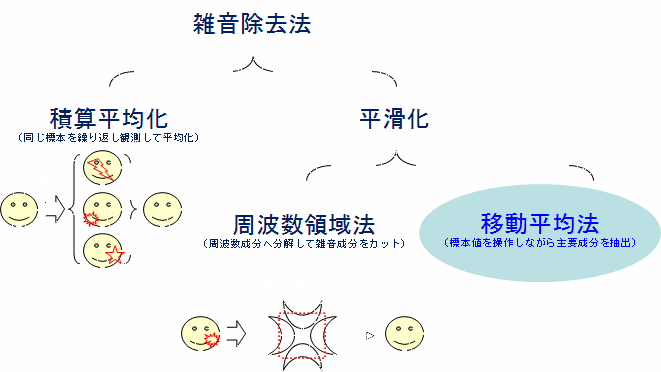 雑音除去法
積算平均化
（同じ標本を繰り返し観測して平均化）
平滑化
周波数領域法
（周波数成分へ分解して雑音成分をカット）
移動平均法
（標本値を操作しながら主要成分を抽出）